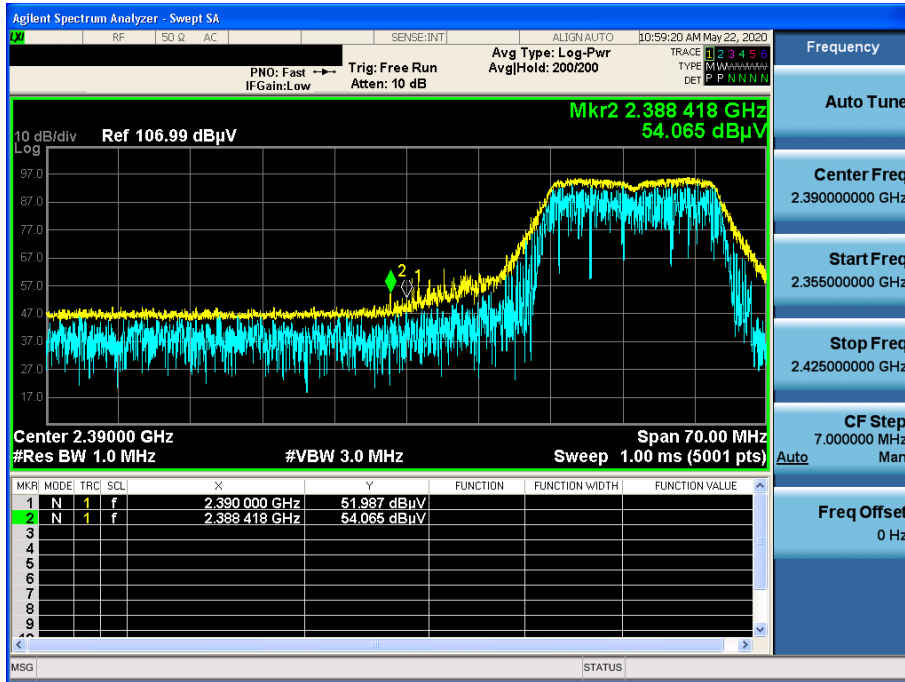 Agilent Spectrum Analyzer - Swept SA
LXI RF 50 Ω AC SENSE:INT ALIGN AUTO 10:59:20 AM May 22, 2020
PNO: Fast IFGain:Low
Trig: Free Run
Atten: 10 dB
Avg Type: Log-Pwr
Avg|Hold: 200/200
TRACE 1 2 3 4 5 6
TYPE MWWWWW
DET P P N N N N
Mkr2 2.388 418 GHz
54.065 dBµV
10 dB/div Ref 106.99 dBµV
Log
97.0
87.0
77.0
67.0
57.0
47.0
37.0
27.0
17.0
2 1
Center 2.39000 GHz Span 70.00 MHz
#Res BW 1.0 MHz #VBW 3.0 MHz Sweep 1.00 ms (5001 pts)
MKR MODE TRC SCL X Y FUNCTION FUNCTION WIDTH FUNCTION VALUE
1 N 1 f 2.390 000 GHz 51.987 dBµV
2 N 1 f 2.388 418 GHz 54.065 dBµV
3
4
5
6
7
8
9
MSG STATUS
Frequency
Auto Tune
Center Freq
2.390000000 GHz
Start Freq
2.355000000 GHz
Stop Freq
2.425000000 GHz
CF Step
7.000000 MHz
Auto Man
Freq Offset
0 Hz